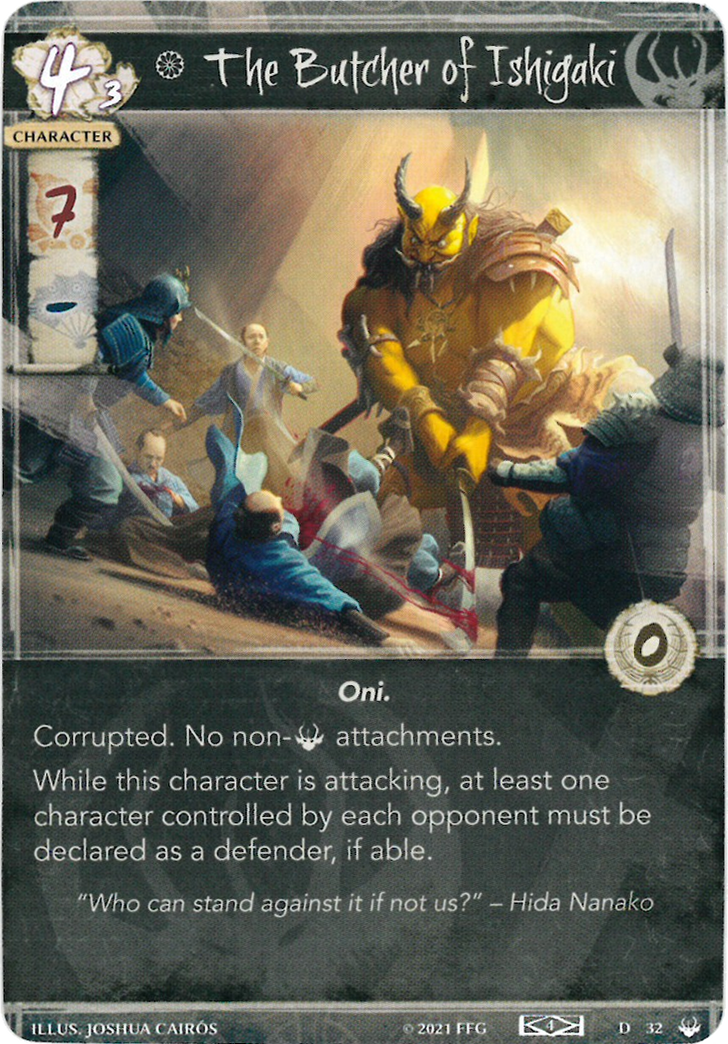 4
3
The Butcher of Ishigaki
CHARACTER
7
-
0
Oni.
Corrupted. No non- attachments.
While this character is attacking, at least one
character controlled by each opponent must be
declared as a defender, if able.
“Who can stand against it if not us?” – Hida Nanako
ILLUS. JOSHUA CAIRÓS
© 2021 FFG
4
D 32